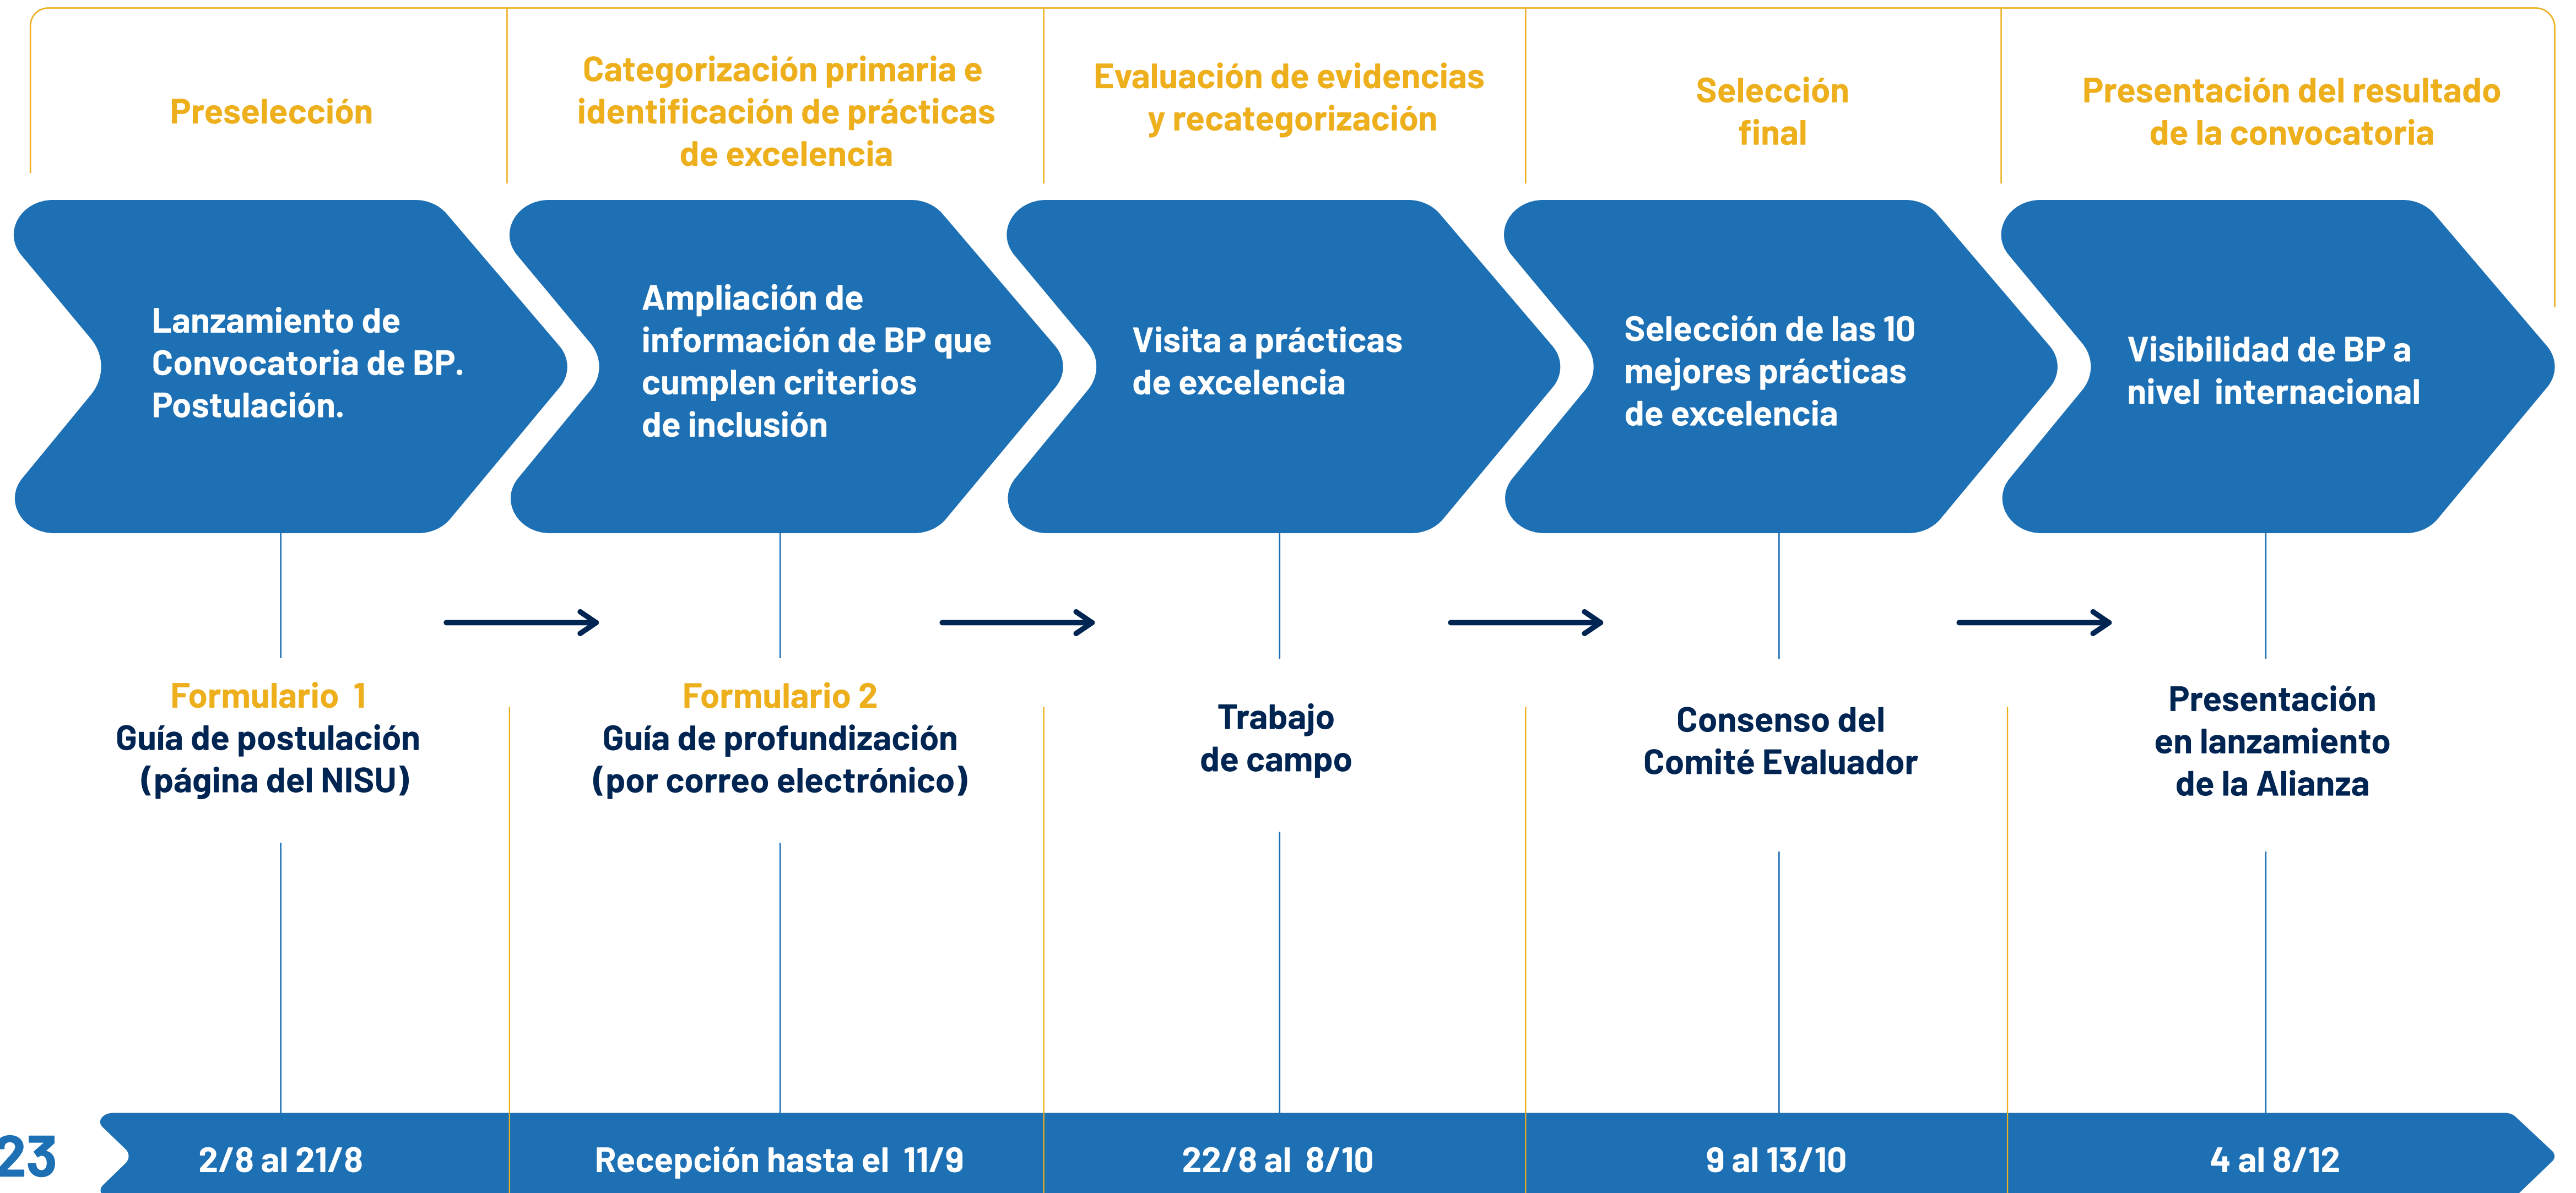 Preselección
Categorización primaria e
identificación de prácticas
de excelencia
Evaluación de evidencias
y recategorización
Selección
final
Presentación del resultado
de la convocatoria
Lanzamiento de
Convocatoria de BP.
Postulación.
Ampliación de
información de BP que
cumplen criterios
de inclusión
Visita a prácticas
de excelencia
Selección de las 10
mejores prácticas
de excelencia
Visibilidad de BP a
nivel internacional
Formulario 1
Guía de postulación
(página del NISU)
Formulario 2
Guía de profundización
(por correo electrónico)
Trabajo
de campo
Consenso del
Comité Evaluador
Presentación
en lanzamiento
de la Alianza
23
2/8 al 21/8
Recepción hasta el 11/9
22/8 al 8/10
9 al 13/10
4 al 8/12